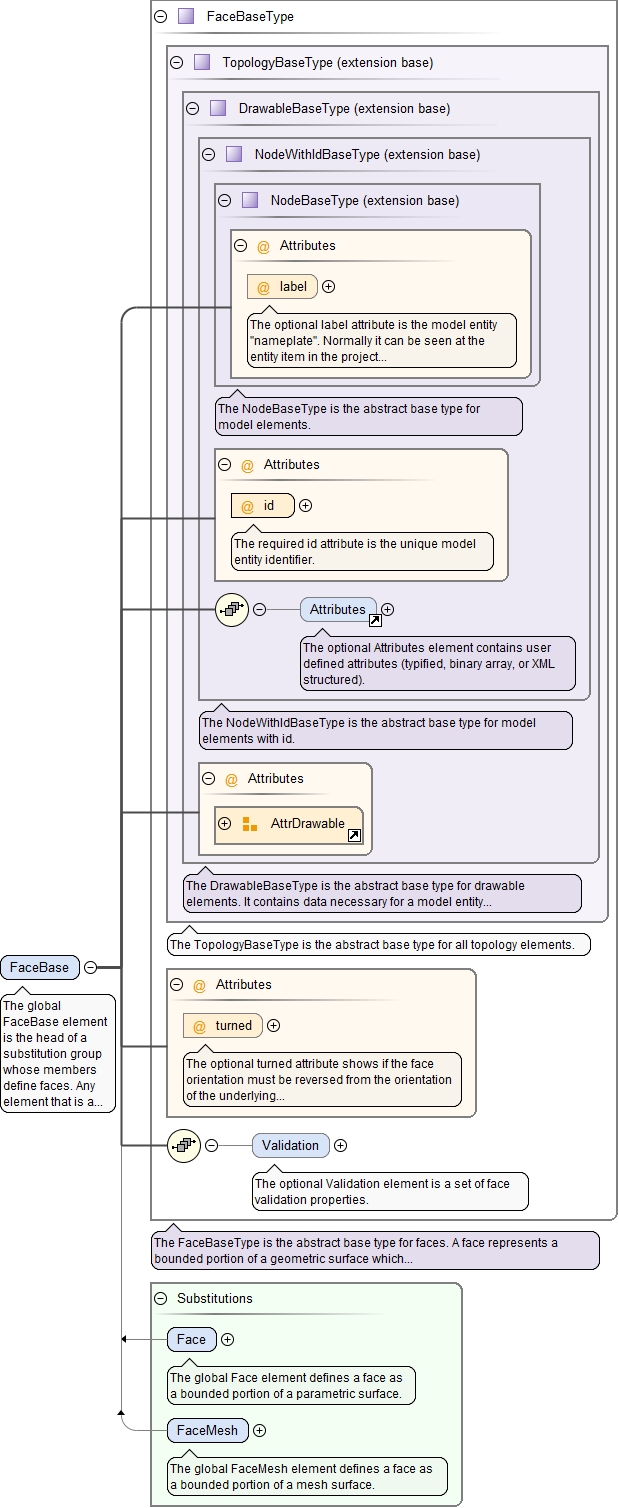 FaceBaseType
TopologyBaseType (extension base)
DrawableBaseType (extension base)
NodeWithIdBaseType (extension base)
NodeBaseType (extension base)
@ Attributes
@ label
The optional label attribute is the model entity
"nameplate". Normally it can be seen at the
entity item in the project...
The NodeBaseType is the abstract base type for
model elements.
@ Attributes
@ id
The required id attribute is the unique model
entity identifier.
Attributes
The optional Attributes element contains user
defined attributes (typified, binary array, or XML
structured).
The NodeWithIdBaseType is the abstract base type for model
elements with id.
@ Attributes
AttrDrawable
The DrawableBaseType is the abstract base type for drawable
elements. It contains data necessary for a model entity...
The TopologyBaseType is the abstract base type for all topology elements.
FaceBase
The global
FaceBase element
is the head of a
substitution group
whose members
define faces. Any
element that is a...
@ Attributes
@ turned
The optional turned attribute shows if the face
orientation must be reversed from the orientation
of the underlying...
Validation
The optional Validation element is a set of face
validation properties.
The FaceBaseType is the abstract base type for faces. A face represents a
bounded portion of a geometric surface which...
Substitutions
Face
The global Face element defines a face as
a bounded portion of a parametric surface.
FaceMesh
The global FaceMesh element defines a face as
a bounded portion of a mesh surface.